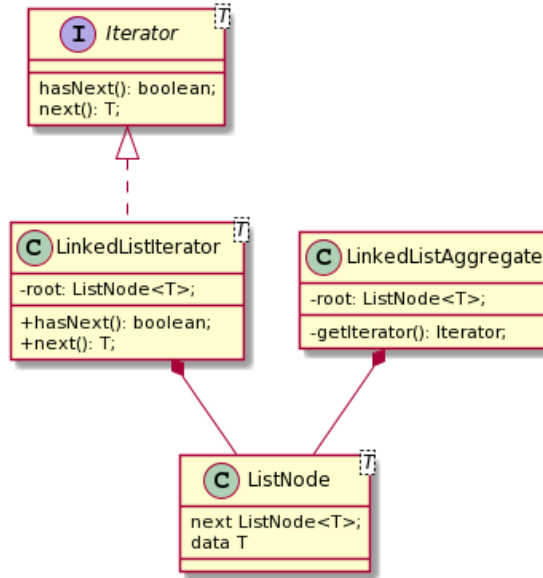 T
I Iterator
hasNext(): boolean;
next(): T;
T
C LinkedListIterator
-root: ListNode<T>;
+hasNext(): boolean;
+next(): T;
C LinkedListAggregate
-root: ListNode<T>;
-getIterator(): Iterator;
T
C ListNode
next ListNode<T>;
data T